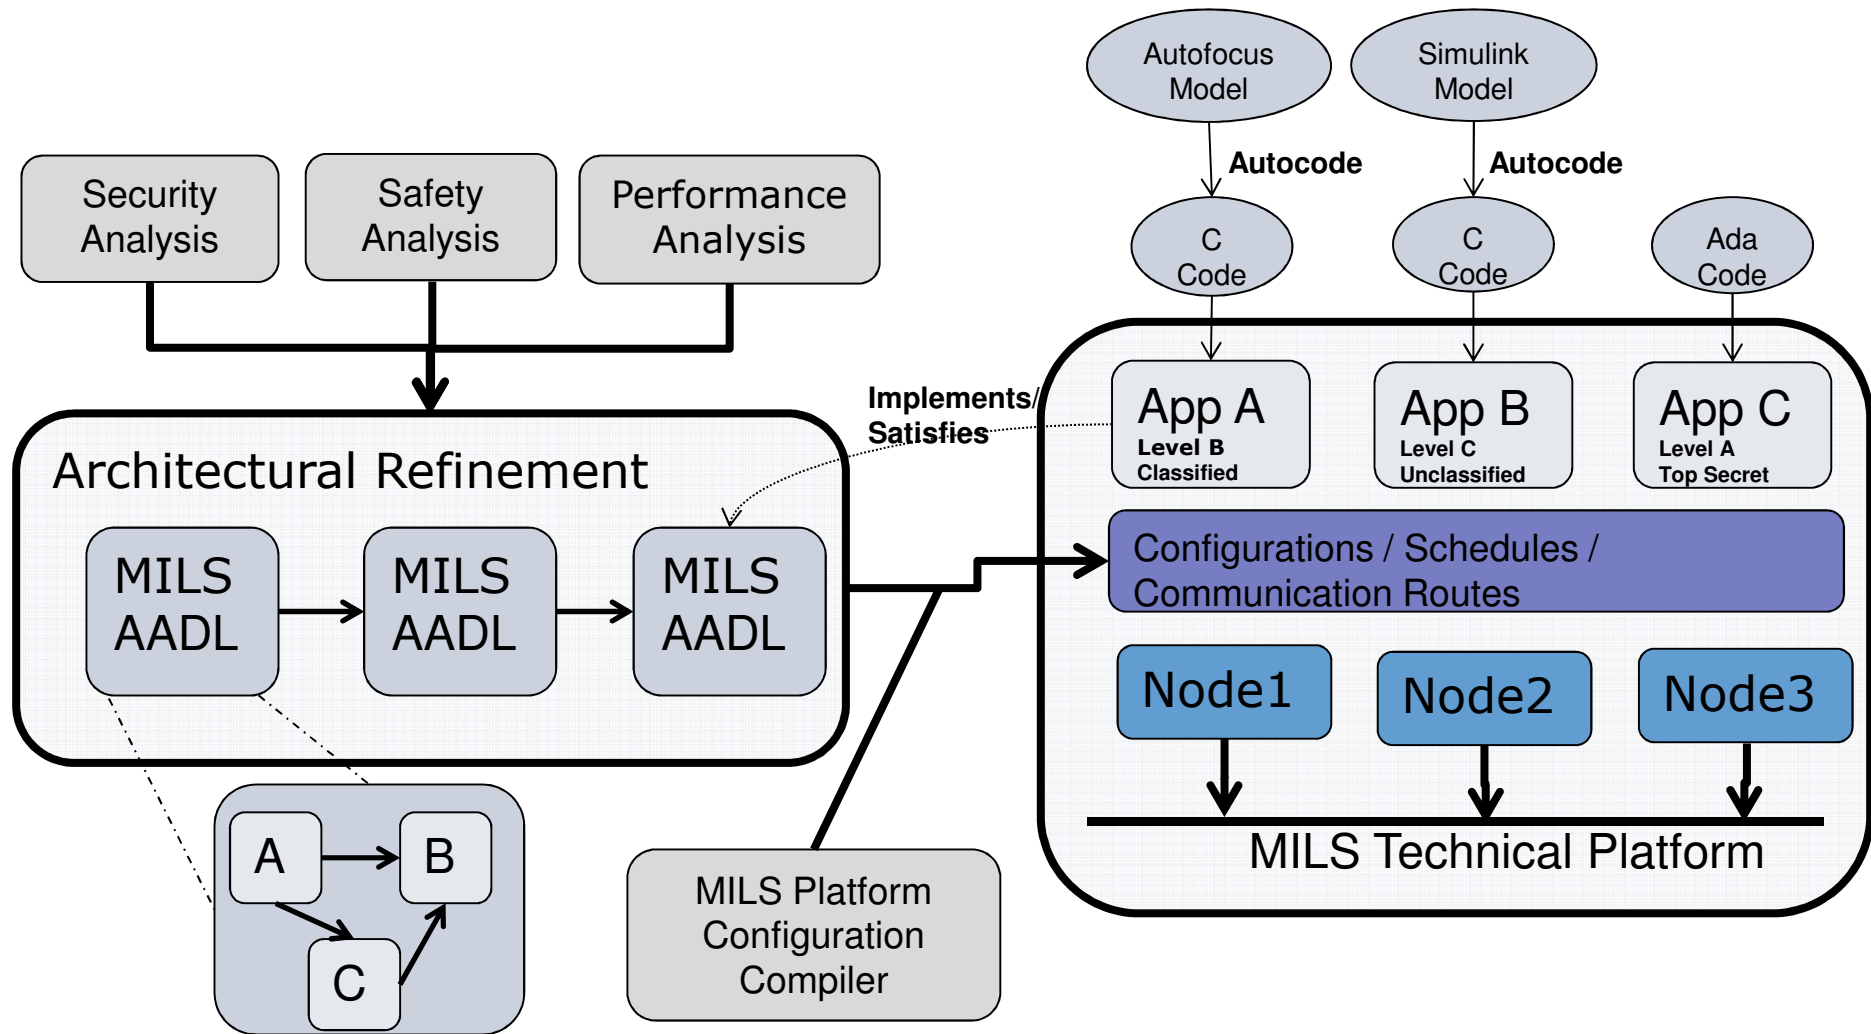 Autofocus
Model
Simulink
Model
Autocode
Autocode
Security
Analysis
Safety
Analysis
Performance
Analysis
C
Code
C
Code
Ada
Code
Implements/
Satisfies
App A
Level B
Classified
App B
Level C
Unclassified
App C
Level A
Top Secret
Architectural Refinement
MILS
AADL
MILS
AADL
MILS
AADL
Configurations / Schedules /
Communication Routes
Node1
Node2
Node3
MILS Technical Platform
A
B
C
MILS Platform
Configuration
Compiler